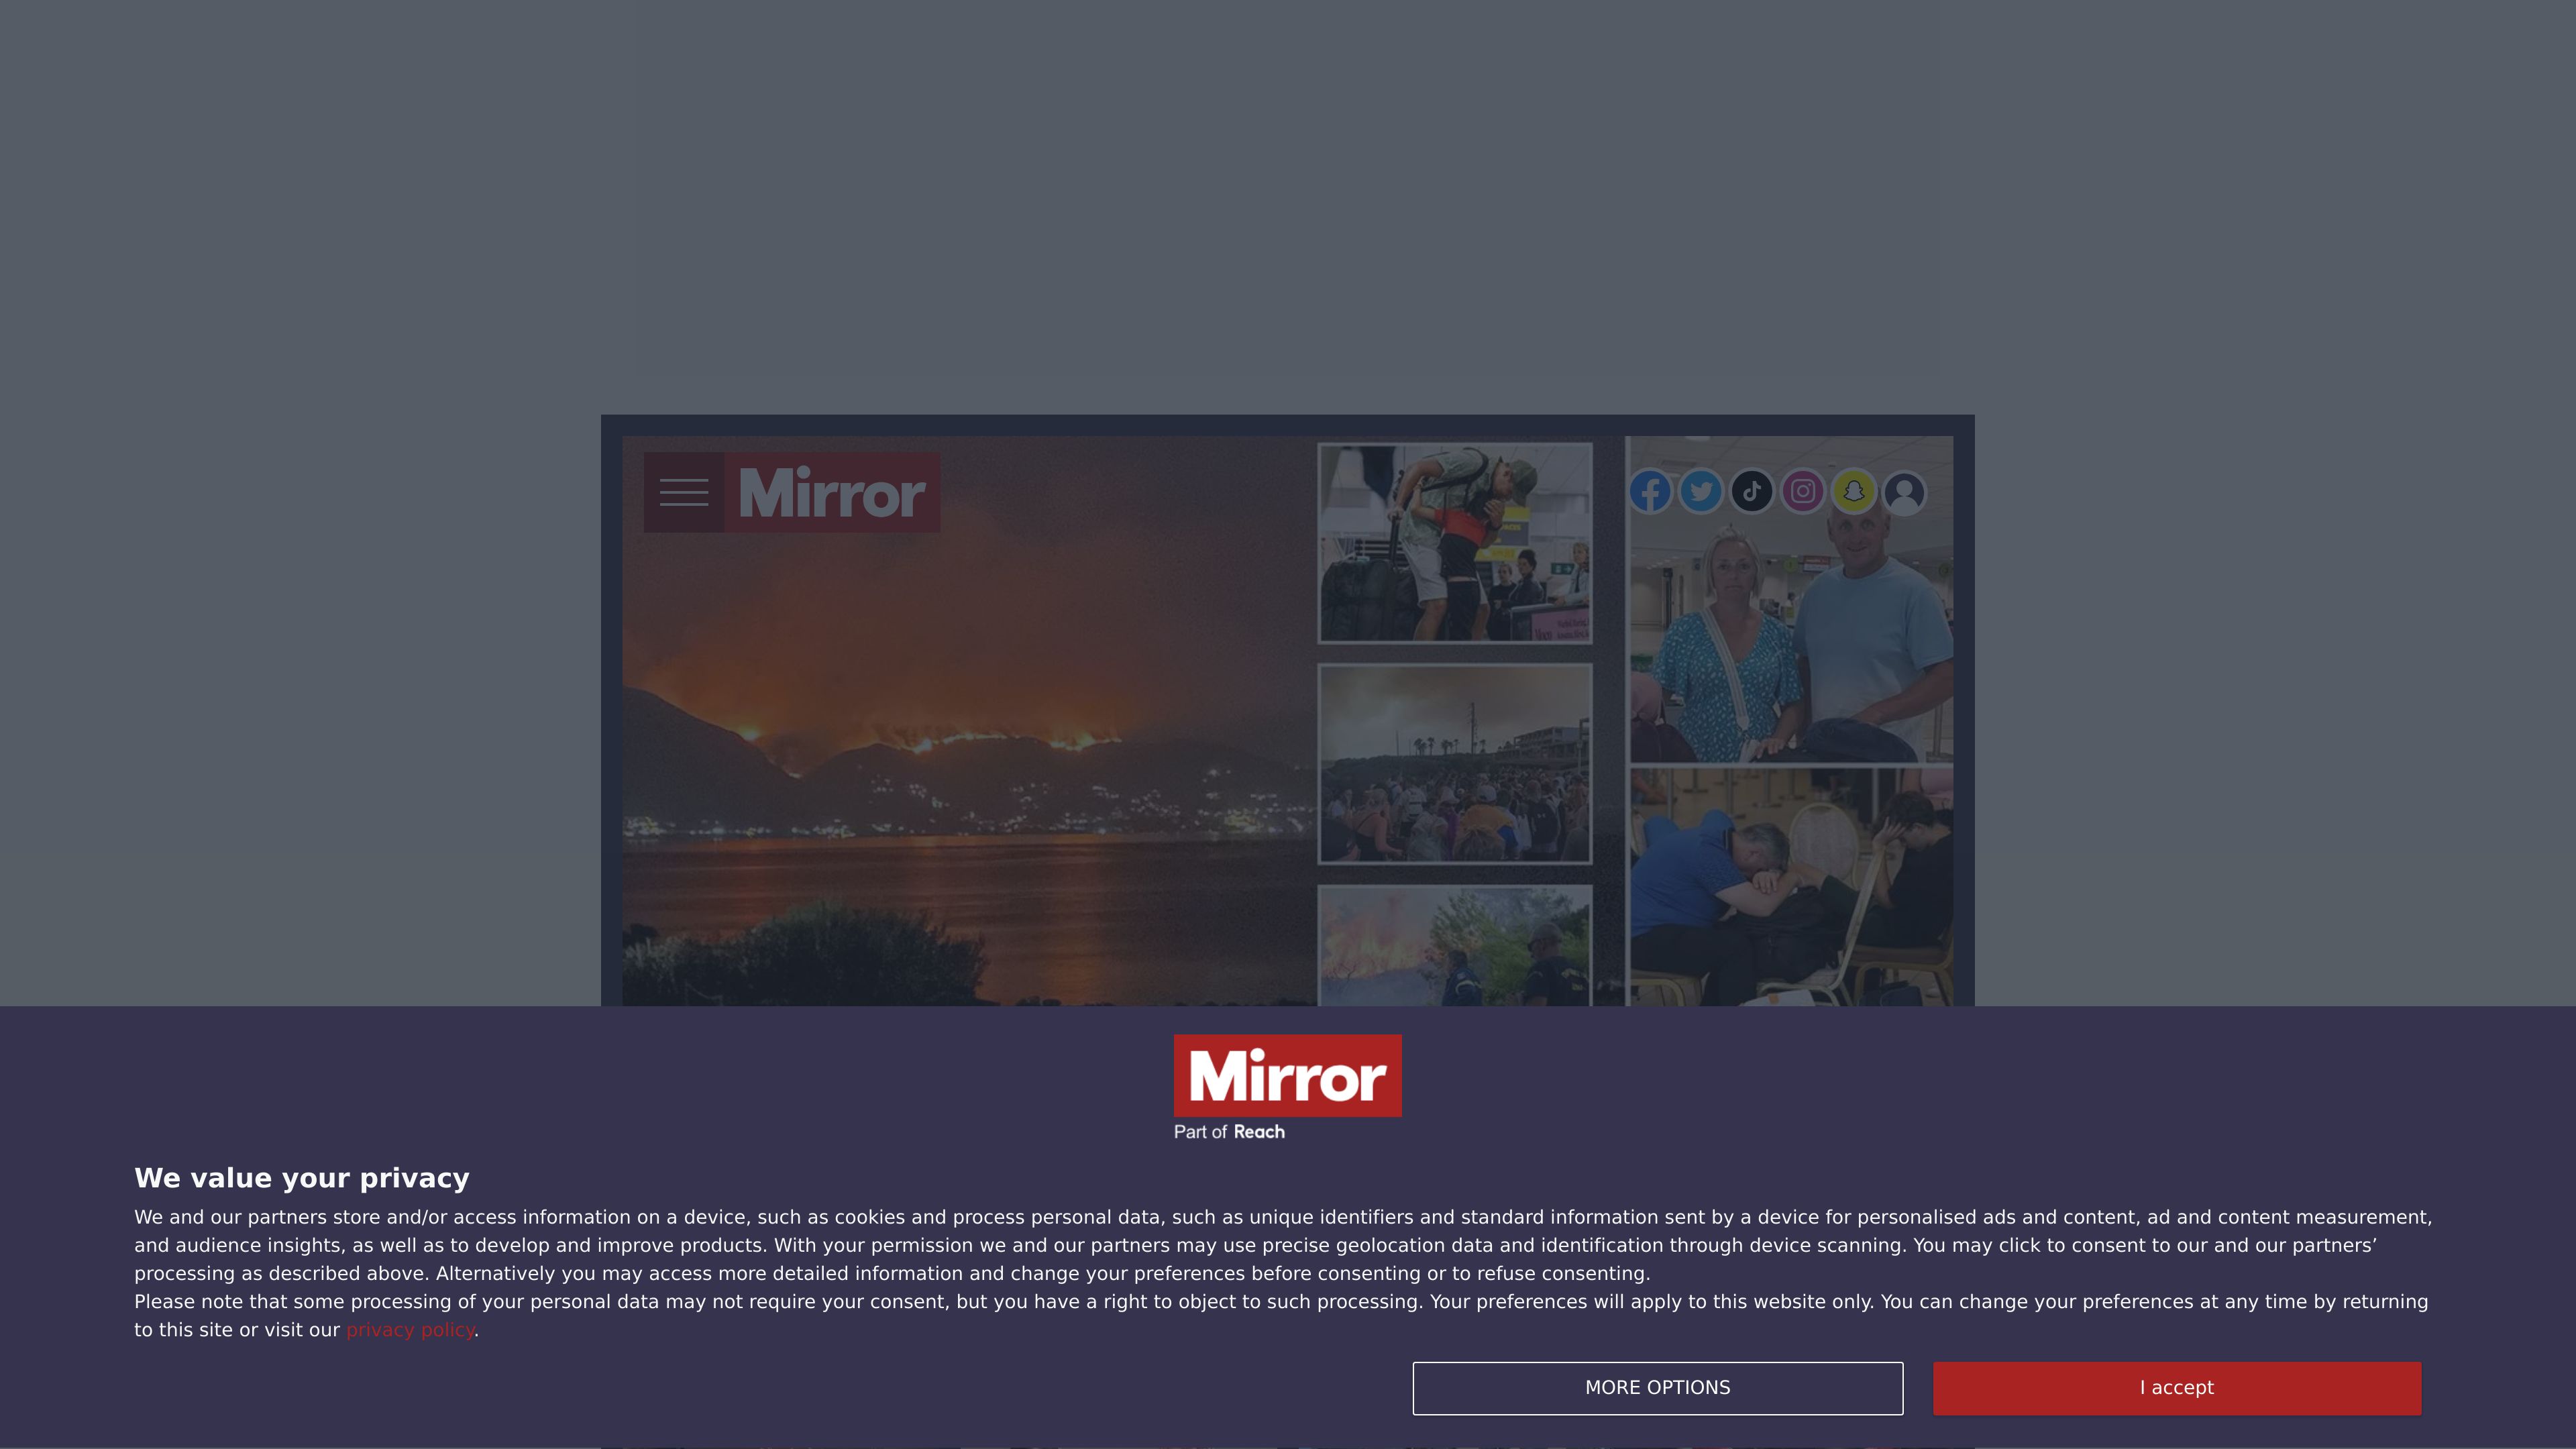 Mirror
Mirror
Part of Reach
We value your privacy
We and our partners store and/or access information on a device, such as cookies and process personal data, such as unique identifiers and standard information sent by a device for personalised ads and content, ad and content measurement,
and audience insights, as well as to develop and improve products. With your permission we and our partners may use precise geolocation data and identification through device scanning. You may click to consent to our and our partners’
processing as described above. Alternatively you may access more detailed information and change your preferences before consenting or to refuse consenting.
Please note that some processing of your personal data may not require your consent, but you have a right to object to such processing. Your preferences will apply to this website only. You can change your preferences at any time by returning
to this site or visit our privacy policy.
MORE OPTIONS
I accept